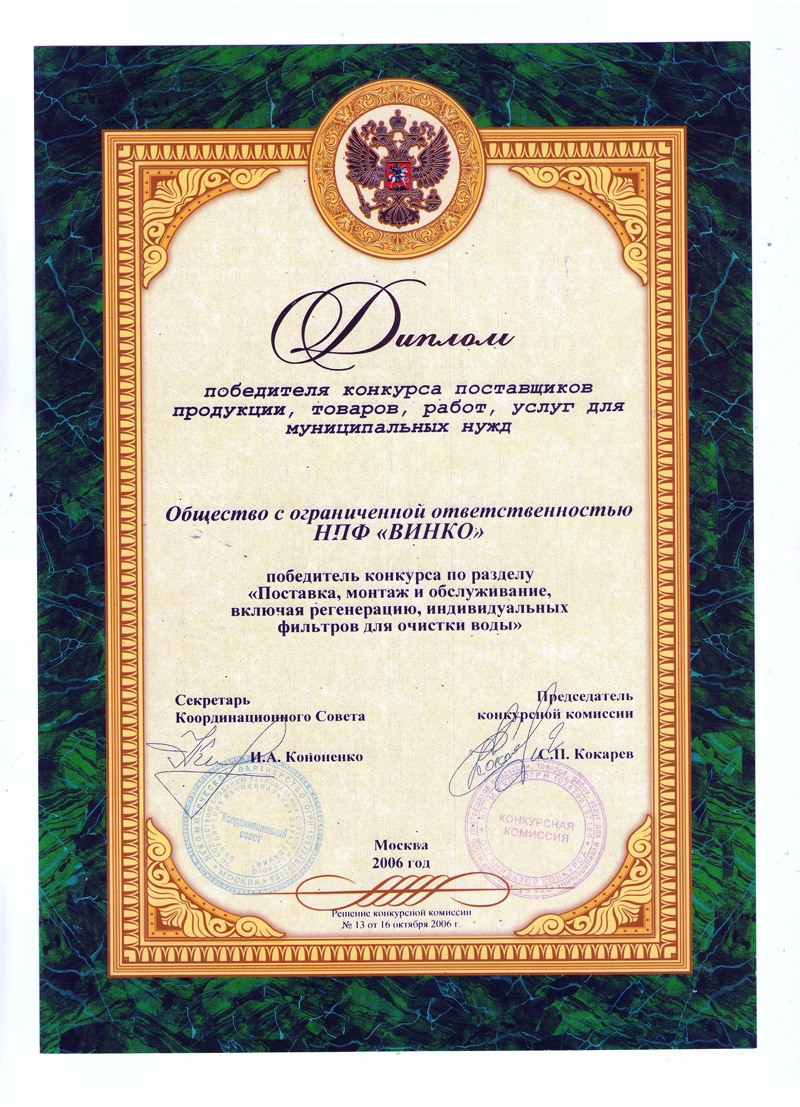 Диплом
победителя конкурса поставщиков
продукции, товаров, работ, услуг для
муниципальных нужд
Общество с ограниченной ответственностью
НПФ «ВИНКО»
победитель конкурса по разделу
«Поставка, монтаж и обслуживание,
включая регенерацию, индивидуальных
фильтров для очистки воды»
Секретарь
Координационного Совета
И.А. Кононенко
Председатель
конкурсной комиссии
С.П. Кокарев
"Координационный
совет
МОСКВА
КОНКУРСНАЯ
КОМИССИЯ
Москва
2006 год
Решение конкурсной комиссии
№ 13 от 16 октября 2006 г.